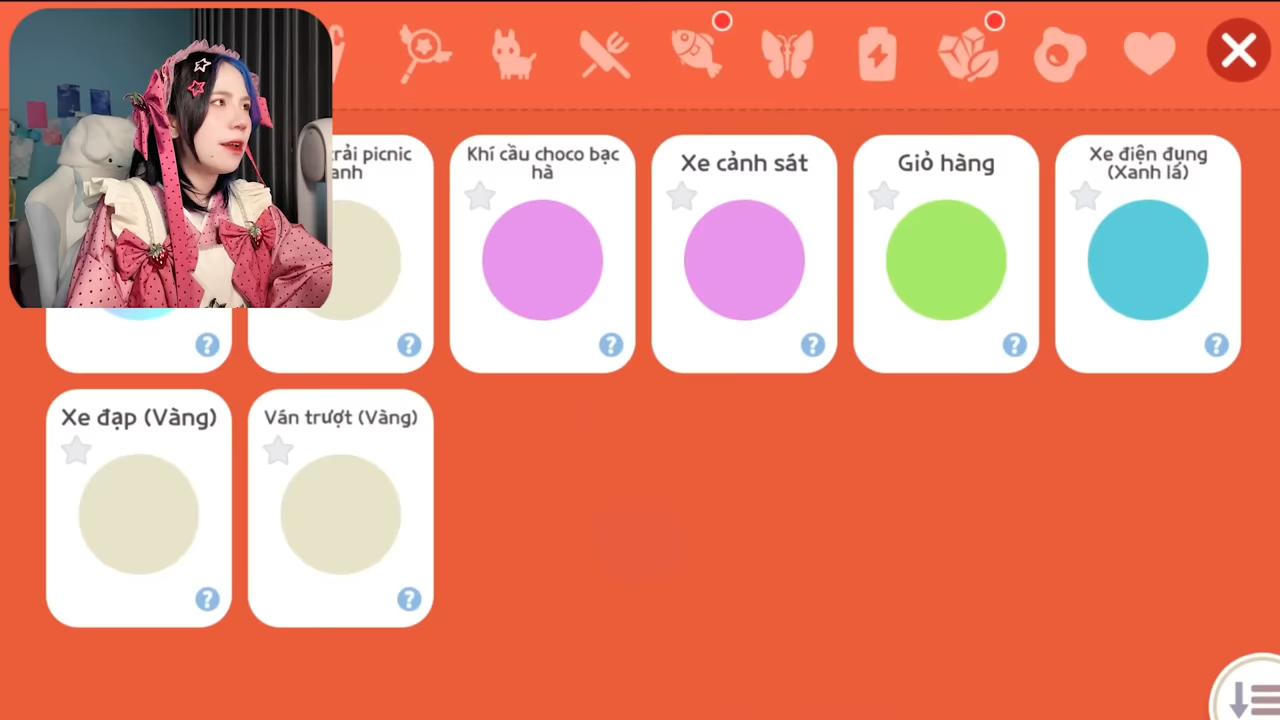 rải picnic
anh
Khí cầu choco bạc
hà
Xe cảnh sát
Giỏ hàng
Xe điện đụng
(Xanh lá)
?
?
?
?
?
?
Xe đạp (Vàng)
Ván trượt (Vàng)
?
?